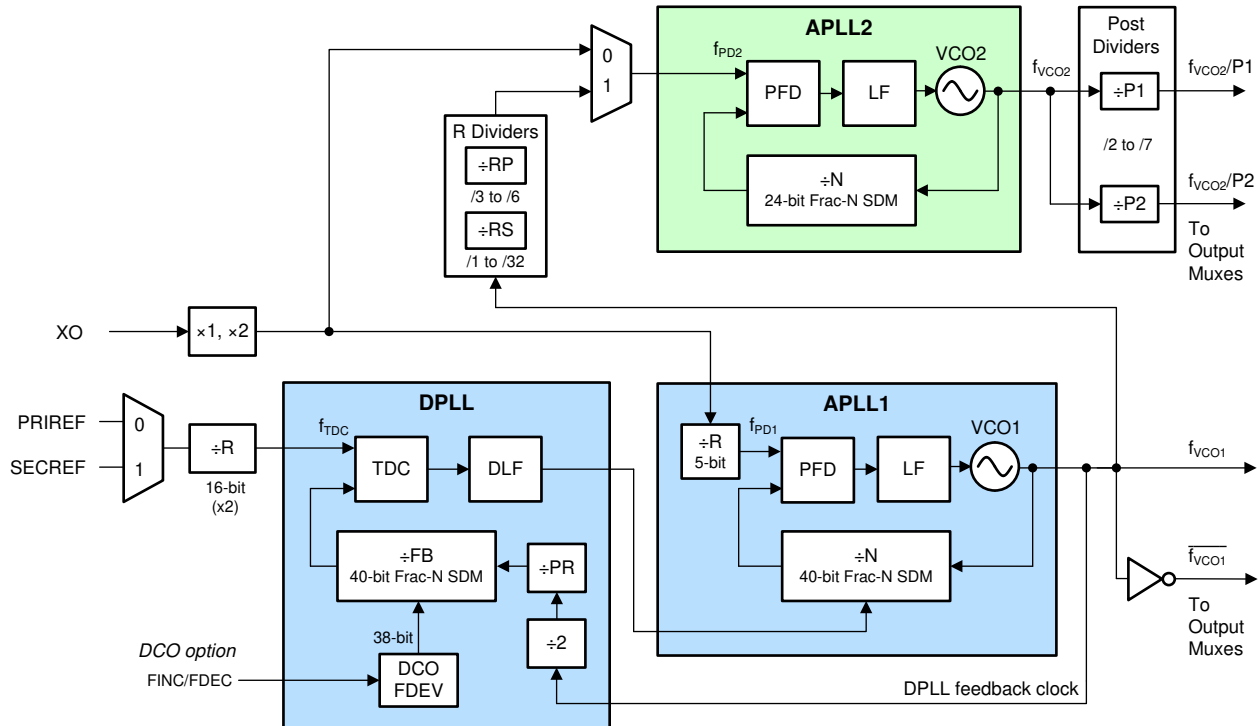 APLL2
Post
Dividers
VCO2
0
1
fPD2
PFD
LF
fVCO2
÷P1
fVCO2/P1
R Dividers
÷RP
/3 to /6
÷RS
/1 to /32
÷N
24-bit Frac-N SDM
/2 to /7
÷P2
fVCO2/P2
To
Output
Muxes
XO
×1, ×2
DPLL
APLL1
PRIREF
SECREF
0
1
÷R
16-bit
(x2)
fTDC
TDC
DLF
÷R
5-bit
fPD1
PFD
LF
VCO1
fVCO1
÷FB
40-bit Frac-N SDM
÷PR
÷N
40-bit Frac-N SDM
fVCO1
To
Output
Muxes
38-bit
÷2
DCO option
FINC/FDEC
DCO
FDEV
DPLL feedback clock